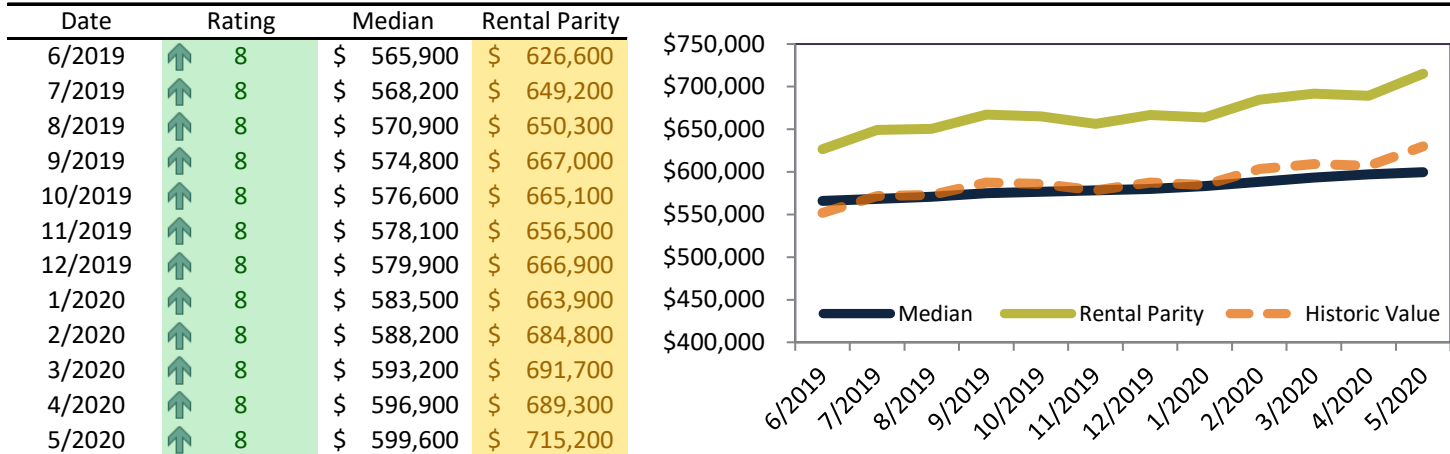 Date Rating Median Rental Parity
6/2019 8 $ 565,900 $ 626,600
7/2019 8 $ 568,200 $ 649,200
8/2019 8 $ 570,900 $ 650,300
9/2019 8 $ 574,800 $ 667,000
10/2019 8 $ 576,600 $ 665,100
11/2019 8 $ 578,100 $ 656,500
12/2019 8 $ 579,900 $ 666,900
1/2020 8 $ 583,500 $ 663,900
2/2020 8 $ 588,200 $ 684,800
3/2020 8 $ 593,200 $ 691,700
4/2020 8 $ 596,900 $ 689,300
5/2020 8 $ 599,600 $ 715,200
$750,000
$700,000
$650,000
$600,000
$550,000
$500,000
$450,000
$400,000
Median Rental Parity Historic Value
6/2019 7/2019 8/2019 9/2019 10/2019 11/2019 12/2019 1/2020 2/2020 3/2020 4/2020 5/2020